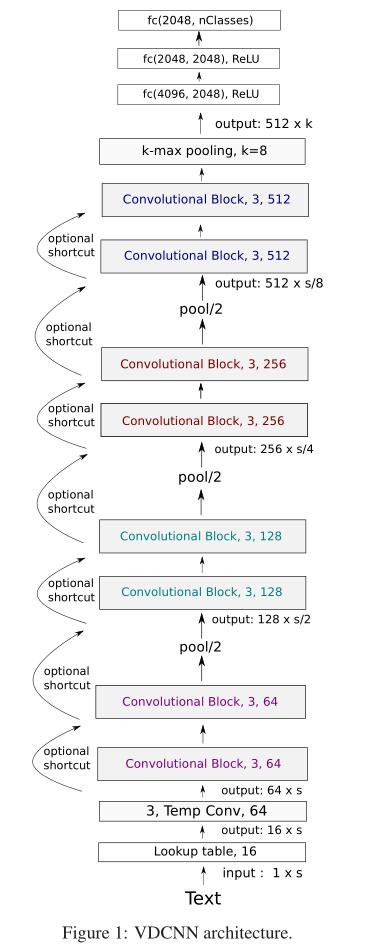 fc(2048, nClasses)
fc(2048, 2048), ReLU
fc(4096, 2048), ReLU
output: 512 x k
k-max pooling, k=8
Convolutional Block, 3, 512
optional
shortcut
Convolutional Block, 3, 512
output: 512 x s/8
pool/2
optional
shortcut
Convolutional Block, 3, 256
optional
shortcut
Convolutional Block, 3, 256
output: 256 x s/4
pool/2
optional
shortcut
Convolutional Block, 3, 128
optional
shortcut
Convolutional Block, 3, 128
output: 128 x s/2
pool/2
optional
shortcut
Convolutional Block, 3, 64
optional
shortcut
Convolutional Block, 3, 64
output: 64 x s
3, Temp Conv, 64
output: 16 x s
Lookup table, 16
input : 1 x s
Text
Figure 1: VDCNN architecture.